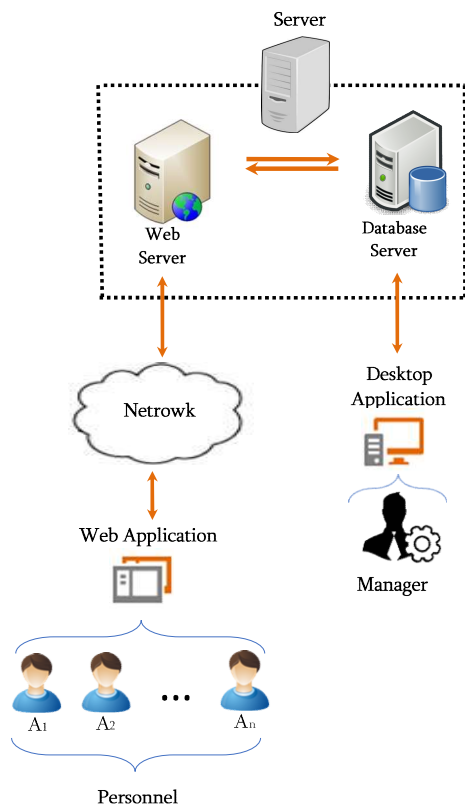 Server
Web
Server
Database
Server
Netrowk
Desktop
Application
Web Application
Manager
A1
A2
...
An
Personnel